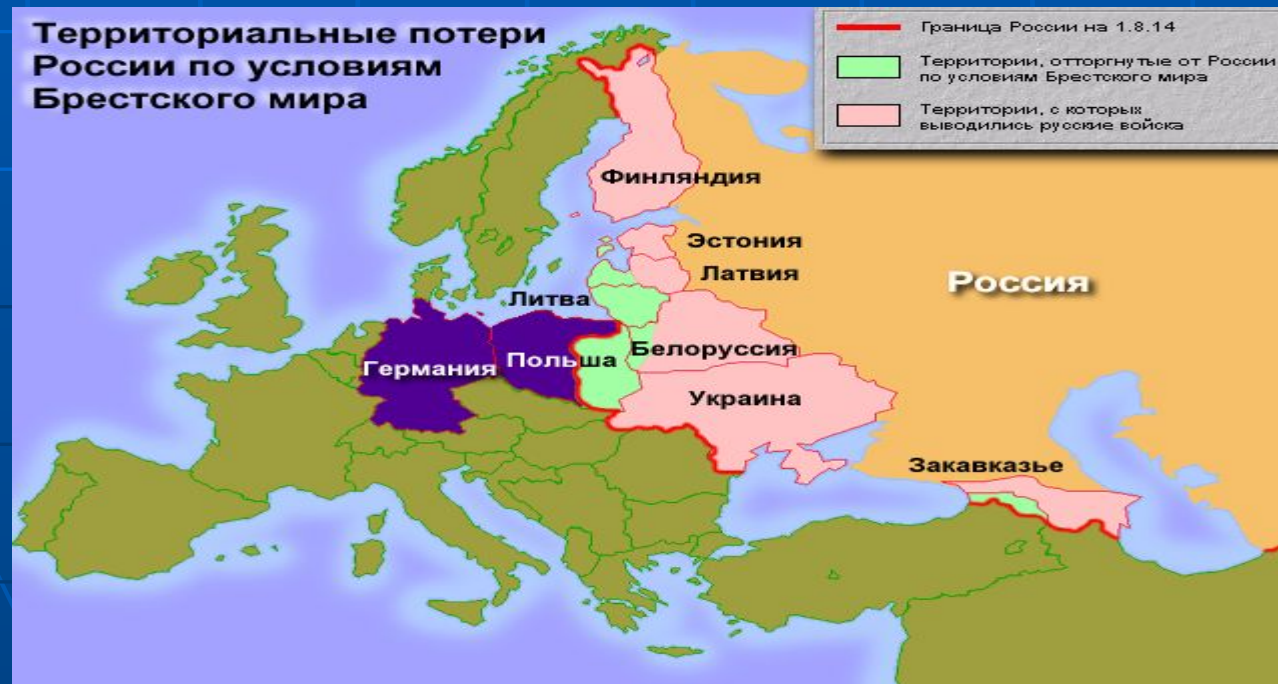 Территориальные потери
России по условиям
Брестского мира
Граница России на 1.8.14
Территории, отторгнутые от России
по условиям Брестского мира
Территории, с которых
выводились русские войска
Финляндия
Эстония
Латвия
Россия
Литва
Белоруссия
Польша
Германия
Украина
Закавказье